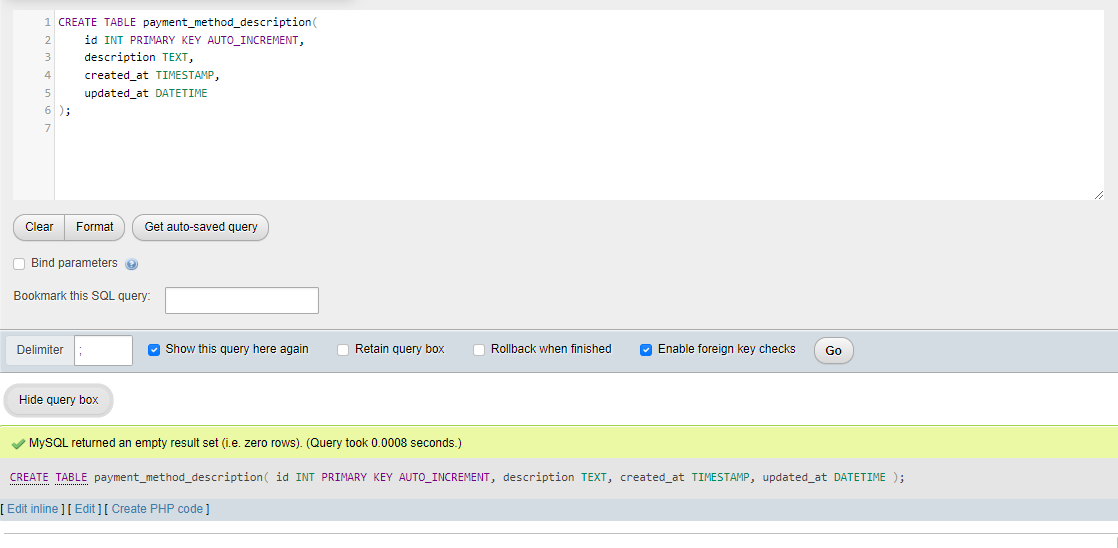 1 CREATE TABLE payment_method_description(
2 id INT PRIMARY KEY AUTO_INCREMENT,
3 description TEXT,
4 created_at TIMESTAMP,
5 updated_at DATETIME
6 );
7
Clear Format Get auto-saved query
Bind parameters
Bookmark this SQL query:
Delimiter ; Show this query here again Retain query box Rollback when finished Enable foreign key checks Go
Hide query box
MySQL returned an empty result set (i.e. zero rows). (Query took 0.0008 seconds.)
CREATE TABLE payment_method_description( id INT PRIMARY KEY AUTO_INCREMENT, description TEXT, created_at TIMESTAMP, updated_at DATETIME );
[ Edit inline ] [ Edit ] [ Create PHP code ]